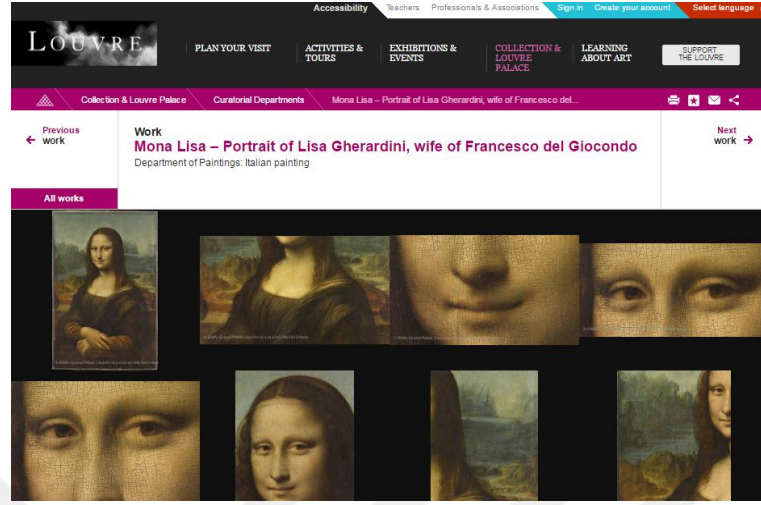 Accessibility Teachers Professionals & Associations Sign in Create your account Select language
LOUVRE
PLAN YOUR VISIT
ACTIVITIES &
TOURS
EXHIBITIONS &
EVENTS
COLLECTION &
LOUVRE
PALACE
LEARNING
ABOUT ART
SUPPORT
THE LOUVRE
Collection & Louvre Palace Curatorial Departments Mona Lisa – Portrait of Lisa Gherardini, wife of Francesco del...
Previous
work
Work
Mona Lisa – Portrait of Lisa Gherardini, wife of Francesco del Giocondo
Department of Paintings: Italian painting
Next
work
All works